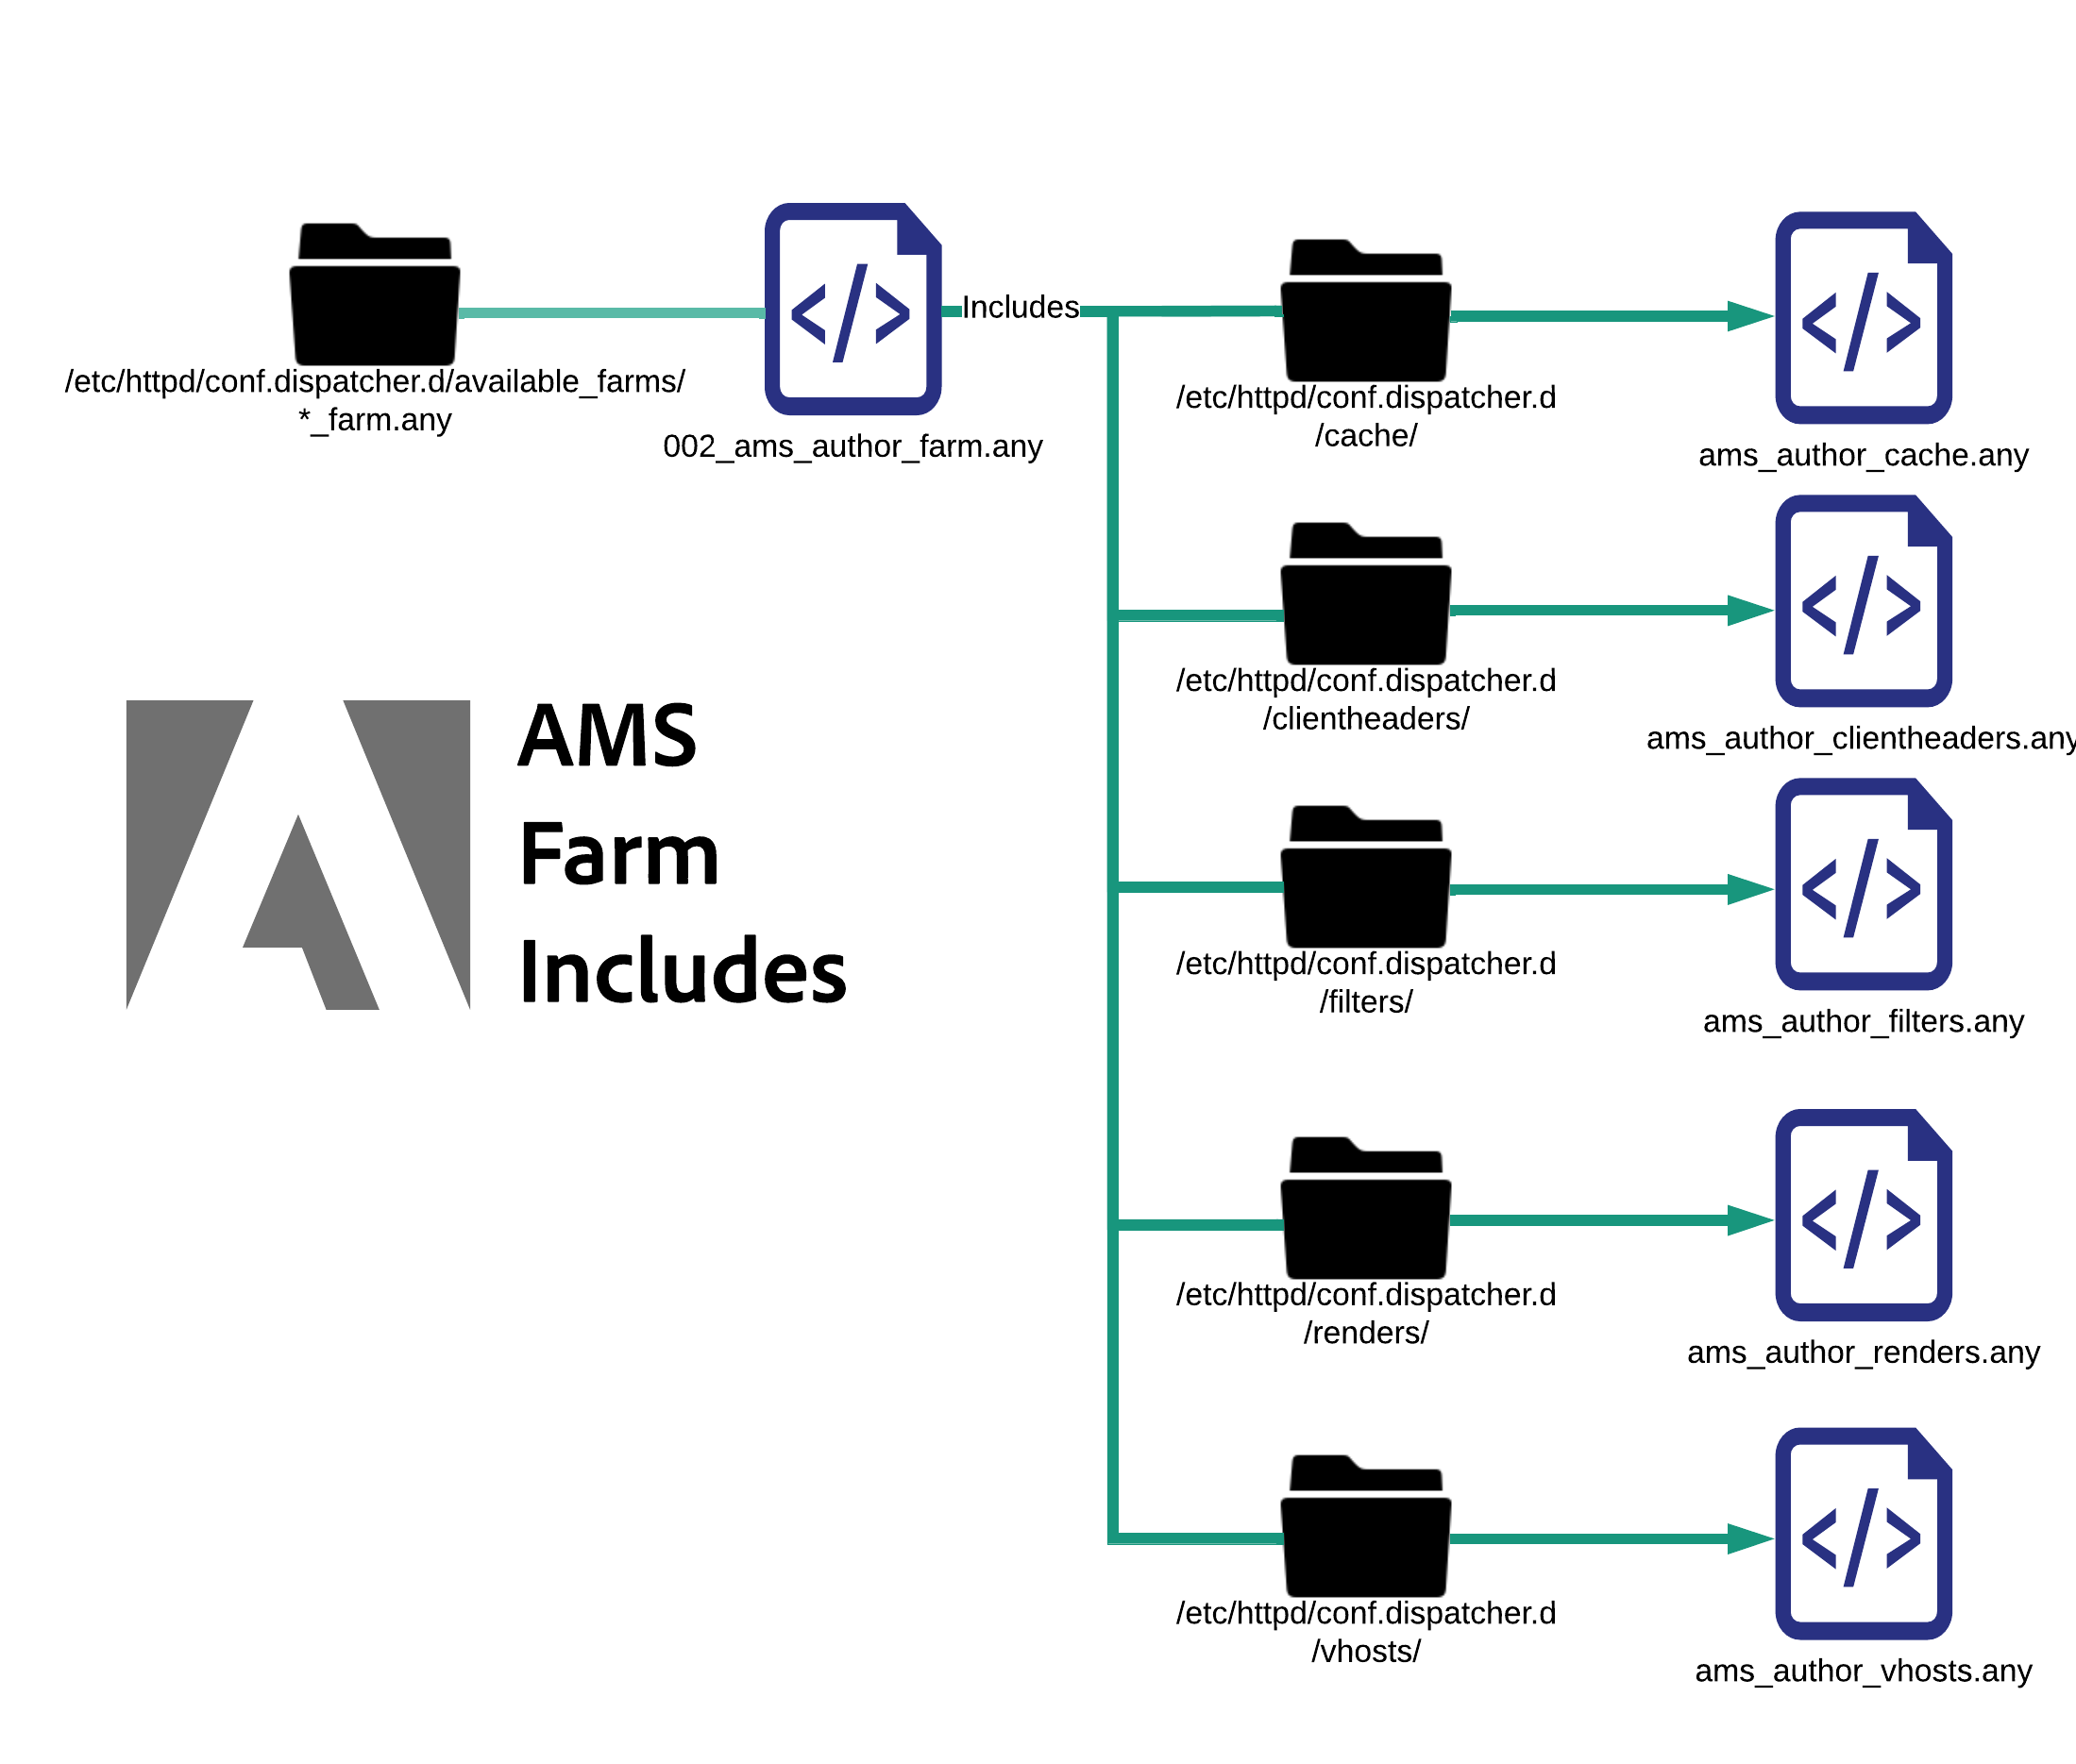 /etc/httpd/conf.dispatcher.d/available_farms/
*_farm.any
002_ams_author_farm.any
Includes
/etc/httpd/conf.dispatcher.d
/cache/
ams_author_cache.any
/etc/httpd/conf.dispatcher.d
/clientheaders/
ams_author_clientheaders.any
AMS
Farm
Includes
/etc/httpd/conf.dispatcher.d
/filters/
ams_author_filters.any
/etc/httpd/conf.dispatcher.d
/renders/
ams_author_renders.any
/etc/httpd/conf.dispatcher.d
/vhosts/
ams_author_vhosts.any